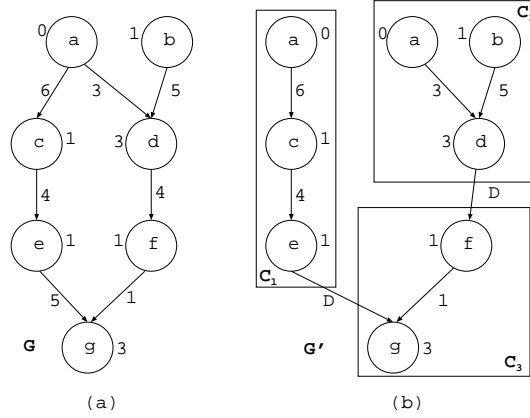 0 a 1 b
6 3 5
c 1 3 d
4 4
e 1 1 f
5 1
G g 3
(a)
a 0 0 a 1 b C
6 3 5
c 1 3 d
4 D
e 1 1 f
C1
D 1
G' g 3
C3
(b)